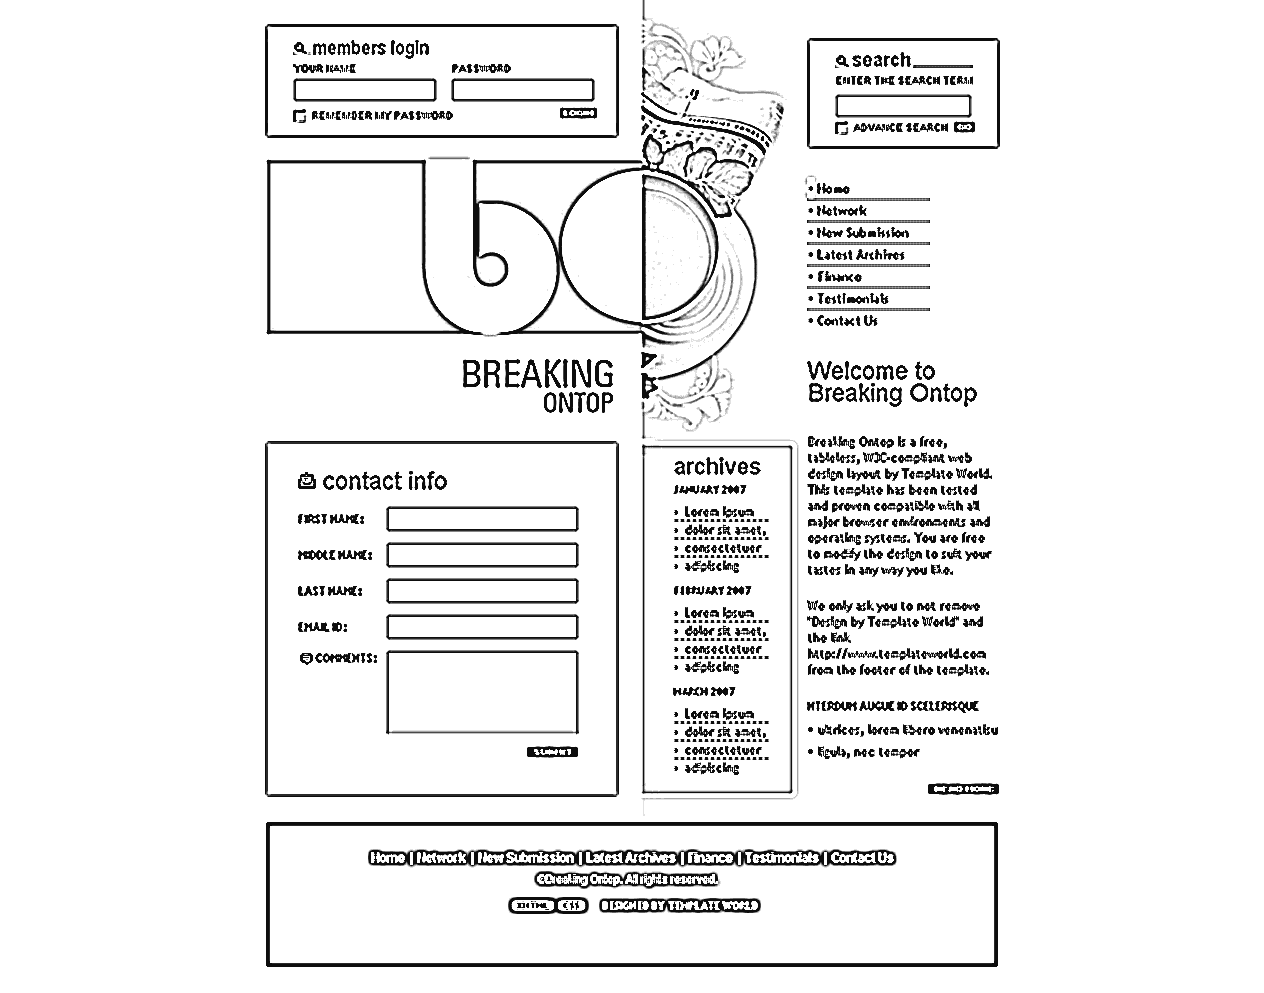 members login
YOUR NAME PASSWORD
REMEMBER MY PASSWORD LOGIN
search
ENTER THE SEARCH TERM
ADVANCE SEARCH GO
• Home
• Network
• New Submission
• Latest Archives
• Finance
• Testimonials
• Contact Us
BREAKING
ONTOP
Welcome to
Breaking Ontop
contact info
FIRST NAME:
MIDDLE NAME:
LAST NAME:
EMAIL ID:
COMMENTS:
SUBMIT
archives
JANUARY 2007
Lorem ipsum
dolor sit amet,
consectetuer
adipiscing
FEBRUARY 2007
Lorem ipsum
dolor sit amet,
consectetuer
adipiscing
MARCH 2007
Lorem ipsum
dolor sit amet,
consectetuer
adipiscing
Breaking Ontop is a free,
tableless, W3C-compliant web
design layout by Template World.
This template has been tested
and proven compatible with all
major browser environments and
operating systems. You are free
to modify the design to suit your
tastes in any way you like.
We only ask you to not remove
"Design by Template World" and
the link
http://www.templateworld.com
from the footer of the template.
NTERDUM AUGUE ID SCELERISQUE
• ultrices, lorem libero venenatisu
• ligula, nec tempor
Home | Network | New Submission | Latest Archives | Finance | Testimonials | Contact Us
©Breaking Ontop. All rights reserved.
XHTML CSS DESIGNED BY TEMPLATE WORLD